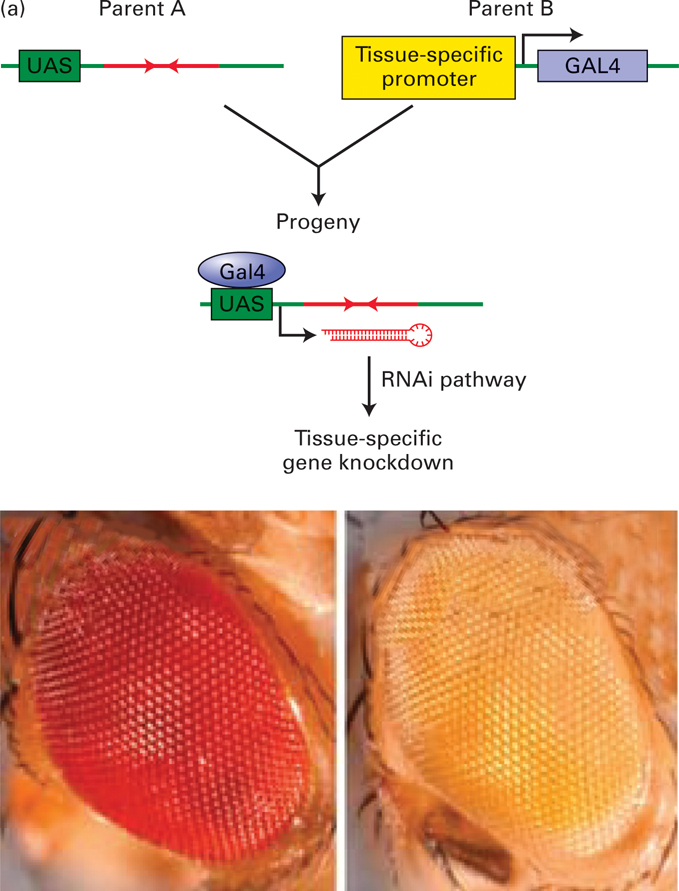 (a)
Parent A
Parent B
UAS
Tissue-specific
promoter
GAL4
Progeny
Gal4
UAS
RNAi pathway
Tissue-specific
gene knockdown